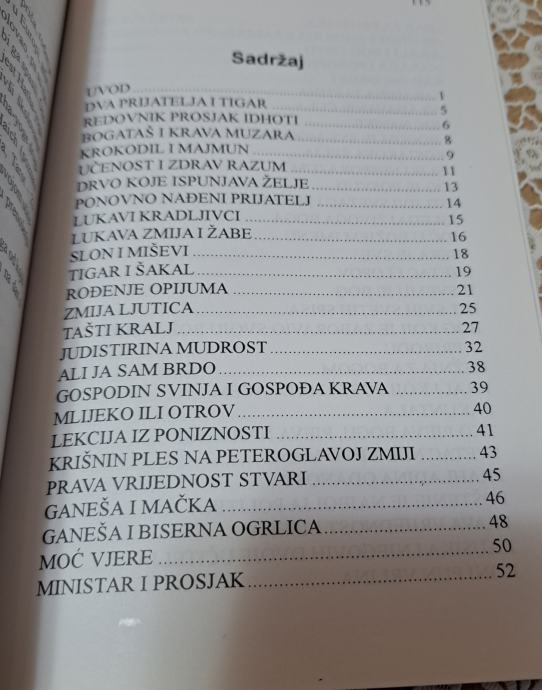 115
Sadržaj
UVOD 1
DVA PRIJATELJA I TIGAR 5
REDOVNIK PROSJAK IDHOTI 6
BOGATAŠ I KRAVA MUZARA 8
KROKODIL I MAJMUN 9
UČENOST I ZDRAV RAZUM 11
DRVO KOJE ISPUNJAVA ŽELJE 13
PONOVNO NAĐENI PRIJATELJ 14
LUKAVI KRADLJIVCI 15
LUKAVA ZMIJA I ŽABE 16
SLON I MIŠEVI 18
TIGAR I ŠAKAL 19
ROĐENJE OPIJUMA 21
ZMIJA LJUTICA 25
TAŠTI KRALJ 27
JUDISTIRINA MUDROST 32
ALI JA SAM BRDO 38
GOSPODIN SVINJA I GOSPOĐA KRAVA 39
MLIJEKO ILI OTROV 40
LEKCIJA IZ PONIZNOSTI 41
KRIŠNIN PLES NA PETEROGLAVOJ ZMIJI 43
PRAVA VRIJEDNOST STVARI 45
GANEŠA I MAČKA 46
GANEŠA I BISERNA OGRLICA 48
MOĆ VJERE 50
MINISTAR I PROSJAK 52